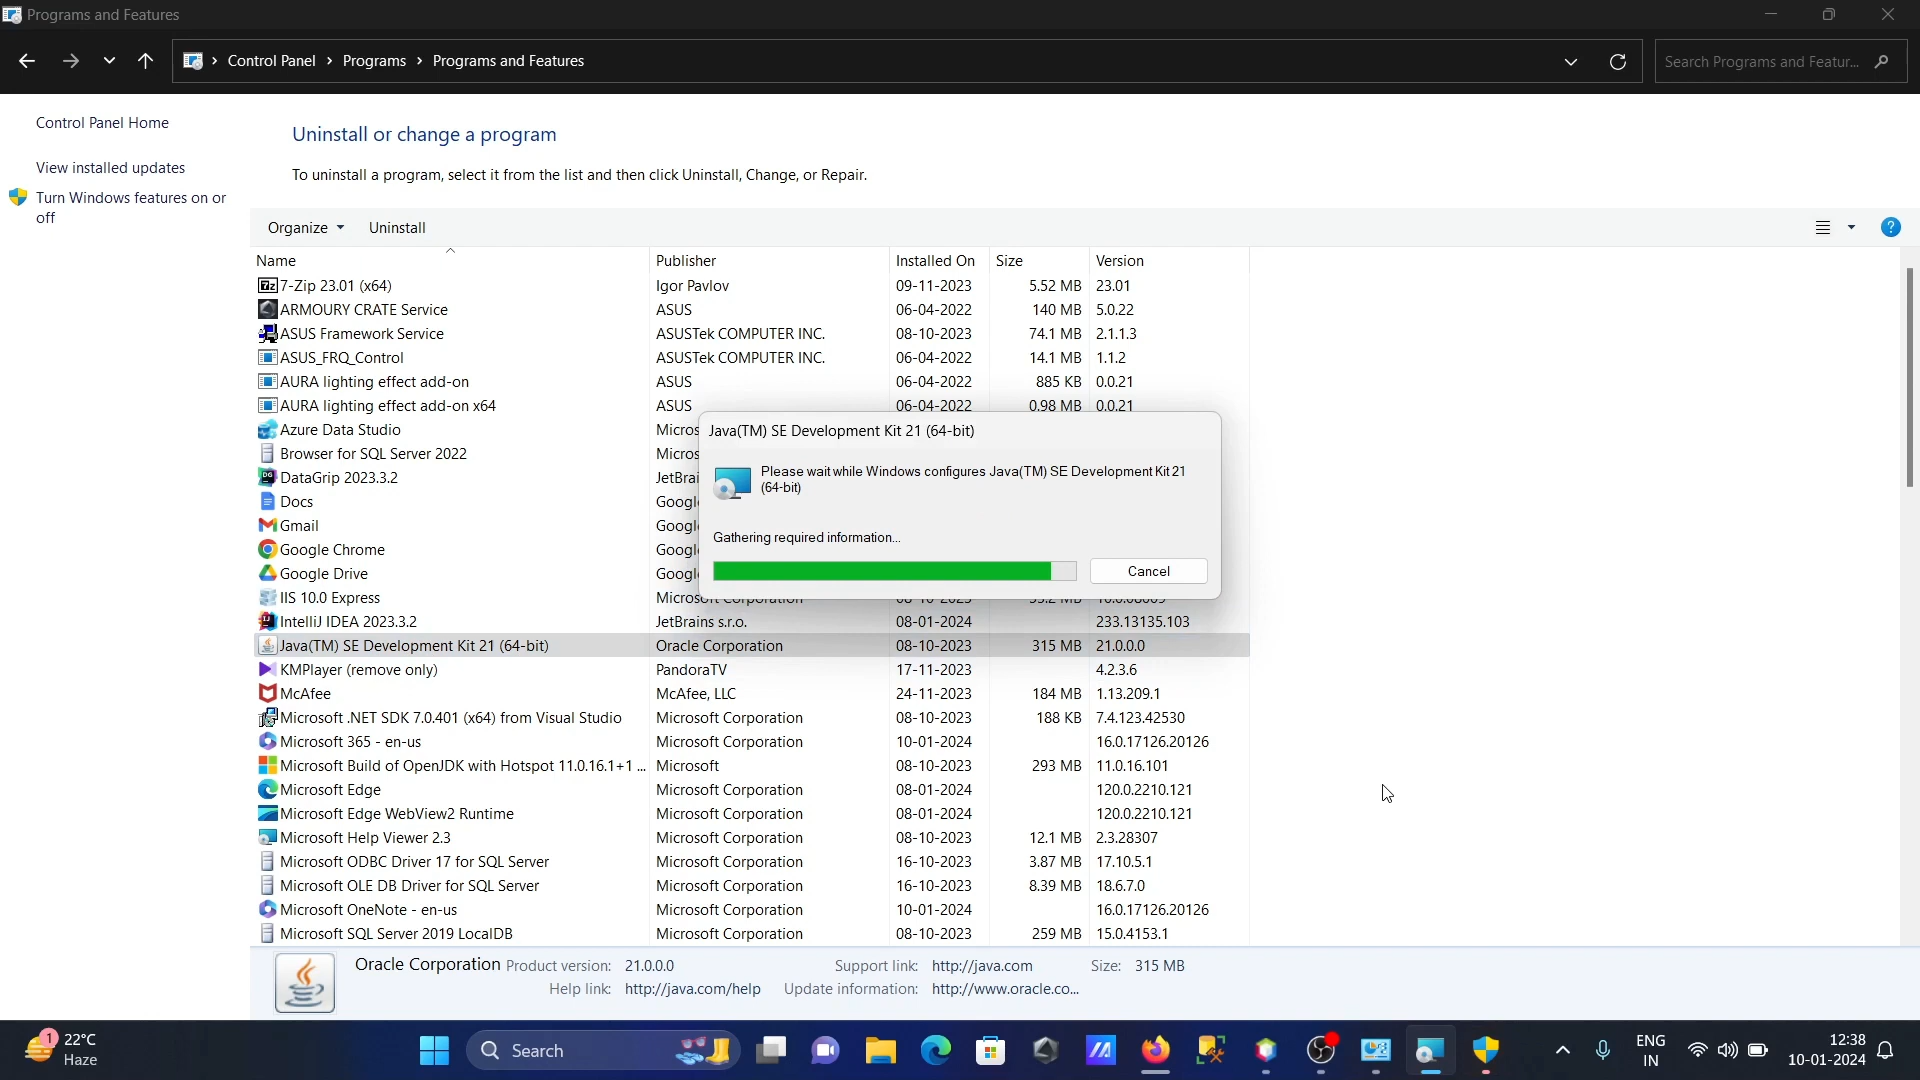 Programs and Features
Control Panel › Programs › Programs and Features
Search Programs and Featur...
Control Panel Home
View installed updates
Turn Windows features on or
off
Uninstall or change a program
To uninstall a program, select it from the list and then click Uninstall, Change, or Repair.
Organize Uninstall
Name Publisher Installed On Size Version
7-Zip 23.01 (x64) Igor Pavlov 09-11-2023 5.52 MB 23.01
ARMOURY CRATE Service ASUS 06-04-2022 140 MB 5.0.22
ASUS Framework Service ASUSTek COMPUTER INC. 08-10-2023 74.1 MB 2.1.1.3
ASUS_FRQ_Control ASUSTek COMPUTER INC. 06-04-2022 14.1 MB 1.1.2
AURA lighting effect add-on ASUS 06-04-2022 885 KB 0.0.21
AURA lighting effect add-on x64 ASUS 06-04-2022 0.98 MB 0.0.21
Azure Data Studio Micros
Browser for SQL Server 2022 Micros
DataGrip 2023.3.2 JetBrai
Docs Googl
Gmail Googl
Google Chrome Googl
Google Drive Googl
IIS 10.0 Express Microsoft Corporation
IntelliJ IDEA 2023.3.2 JetBrains s.r.o. 08-01-2024 233.13135.103
Java(TM) SE Development Kit 21 (64-bit) Oracle Corporation 08-10-2023 315 MB 21.0.0.0
KMPlayer (remove only) PandoraTV 17-11-2023 4.2.3.6
McAfee McAfee, LLC 24-11-2023 184 MB 1.13.209.1
Microsoft .NET SDK 7.0.401 (x64) from Visual Studio Microsoft Corporation 08-10-2023 188 KB 7.4.123.42530
Microsoft 365 - en-us Microsoft Corporation 10-01-2024 16.0.17126.20126
Microsoft Build of OpenJDK with Hotspot 11.0.16.1+1 ... Microsoft 08-10-2023 293 MB 11.0.16.101
Microsoft Edge Microsoft Corporation 08-01-2024 120.0.2210.121
Microsoft Edge WebView2 Runtime Microsoft Corporation 08-01-2024 120.0.2210.121
Microsoft Help Viewer 2.3 Microsoft Corporation 08-10-2023 12.1 MB 2.3.28307
Microsoft ODBC Driver 17 for SQL Server Microsoft Corporation 16-10-2023 3.87 MB 17.10.5.1
Microsoft OLE DB Driver for SQL Server Microsoft Corporation 16-10-2023 8.39 MB 18.6.7.0
Microsoft OneNote - en-us Microsoft Corporation 10-01-2024 16.0.17126.20126
Microsoft SQL Server 2019 LocalDB Microsoft Corporation 08-10-2023 259 MB 15.0.4153.1
Java(TM) SE Development Kit 21 (64-bit)
Please wait while Windows configures Java(TM) SE Development Kit 21
(64-bit)
Gathering required information...
Cancel
Oracle Corporation Product version: 21.0.0.0 Support link: http://java.com Size: 315 MB
Help link: http://java.com/help Update information: http://www.oracle.co...
1
22°C
Haze
Search
ENG
IN
12:38
10-01-2024